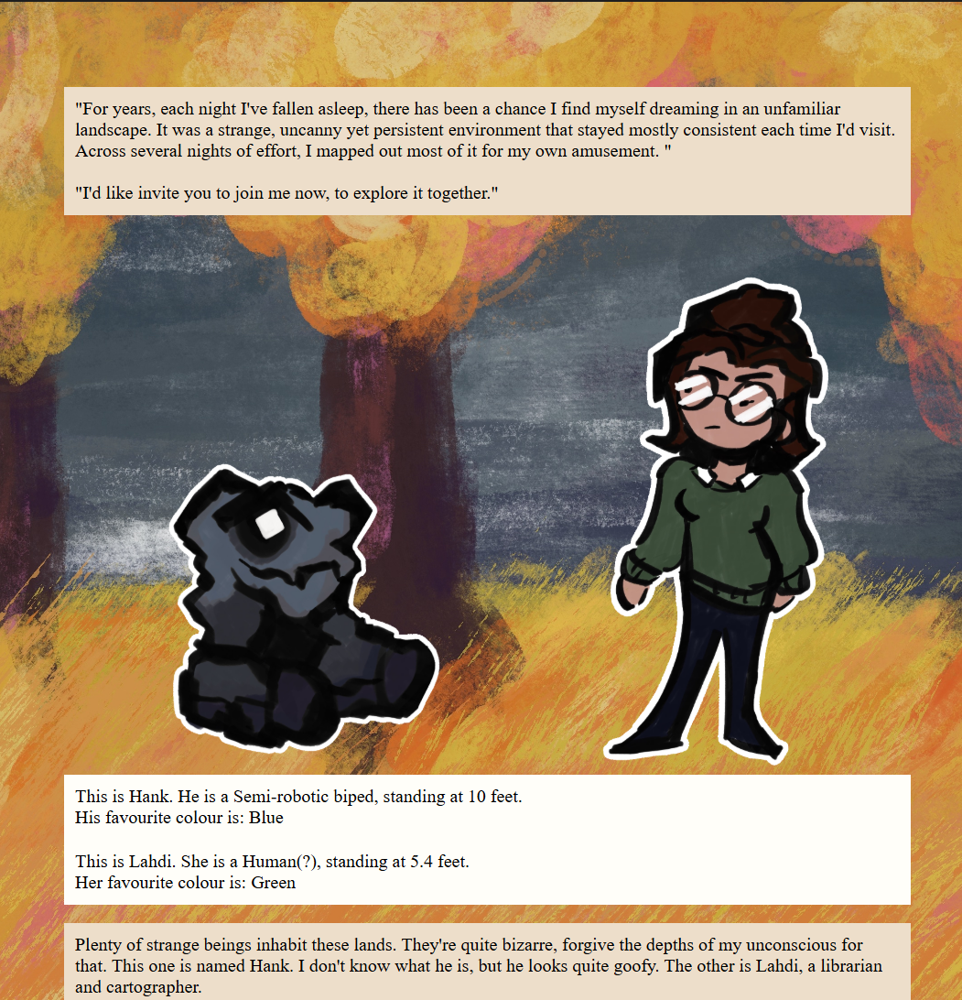 "For years, each night I've fallen asleep, there has been a chance I find myself dreaming in an unfamiliar
landscape. It was a strange, uncanny yet persistent environment that stayed mostly consistent each time I'd visit.
Across several nights of effort, I mapped out most of it for my own amusement. "
"I'd like invite you to join me now, to explore it together."
This is Hank. He is a Semi-robotic biped, standing at 10 feet.
His favourite colour is: Blue
This is Lahdi. She is a Human(?), standing at 5.4 feet.
Her favourite colour is: Green
Plenty of strange beings inhabit these lands. They're quite bizarre, forgive the depths of my unconscious for
that. This one is named Hank. I don't know what he is, but he looks quite goofy. The other is Lahdi, a librarian
and cartographer.